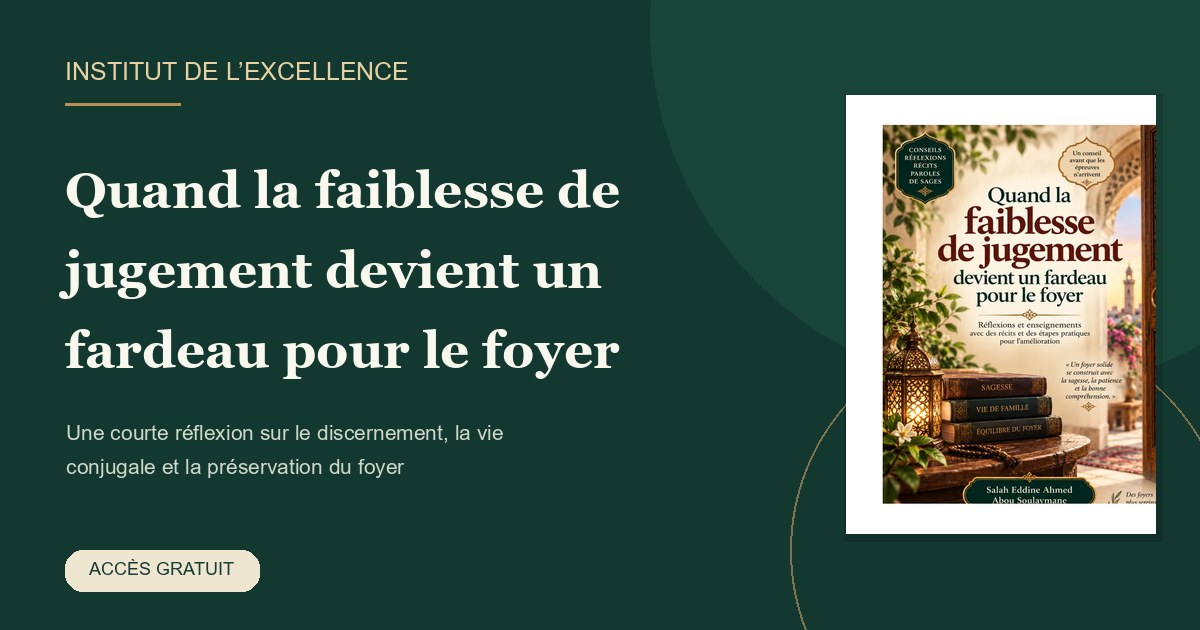 INSTITUT DE L’EXCELLENCE
Quand la faiblesse de
jugement devient un
fardeau pour le foyer
Une courte réflexion sur le discernement, la vie
conjugale et la préservation du foyer
ACCÈS GRATUIT
CONSEILS
RÉFLEXIONS
RÉCITS
PAROLES
DE SAGES
Un conseil
avant que les
épreuves
n’arrivent
Quand la
faiblesse
de jugement
devient un fardeau
pour le foyer
Réflexions et enseignements
avec des récits et des étapes pratiques
pour l’amélioration
« Un foyer solide
se construit avec
la sagesse, la patience
et la bonne
compréhension. »
SAGESSE
VIE DE FAMILLE
ÉQUILIBRE DU FOYER
Salah Eddine Ahmed
Abou Soulaymane
Des foyers